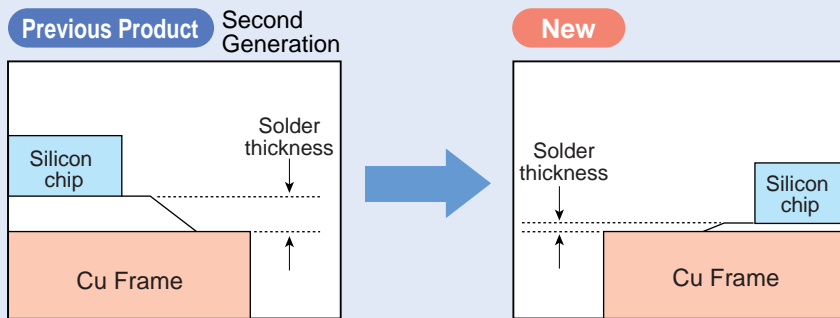 Previous Product
Second
Generation
New
Solder
thickness
Silicon
chip
Cu Frame
Solder
thickness
Silicon
chip
Cu Frame